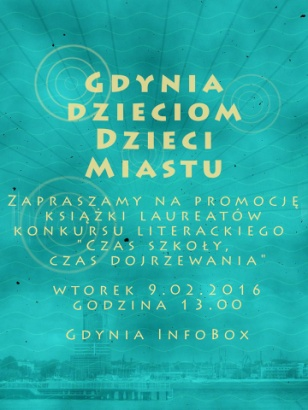 Gdynia
dzieciom
Dzieci
Miastu
Zapraszamy na promocję
książki laureatów
konkursu literackiego
"Czas szkoły,
czas dojrzewania"
wtorek 9.02.2016
godzina 13.00
Gdynia InfoBox